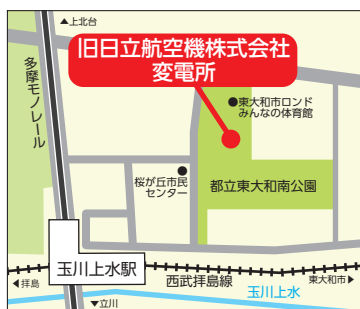 ▲上北台
旧日立航空機株式会社
変電所
多摩モノレール
東大和市ロンド
みんなの体育館
桜が丘市民
センター
都立東大和南公園
玉川上水駅
◀拝島
西武拝島線
東大和市▶
玉川上水
▼立川